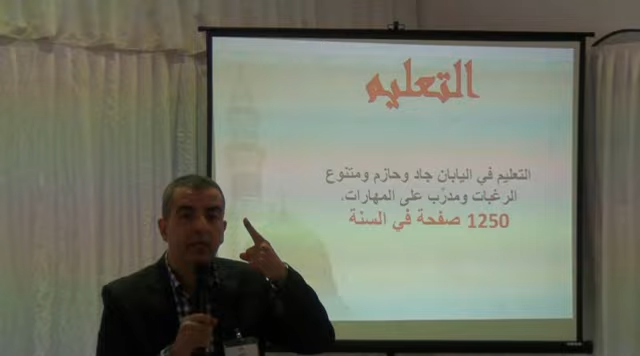 التعليم
التعليم في اليابان جاد وحازم ومتنوع
الرغبات ومدرّب على المهارات.
1250 صفحة في السنة